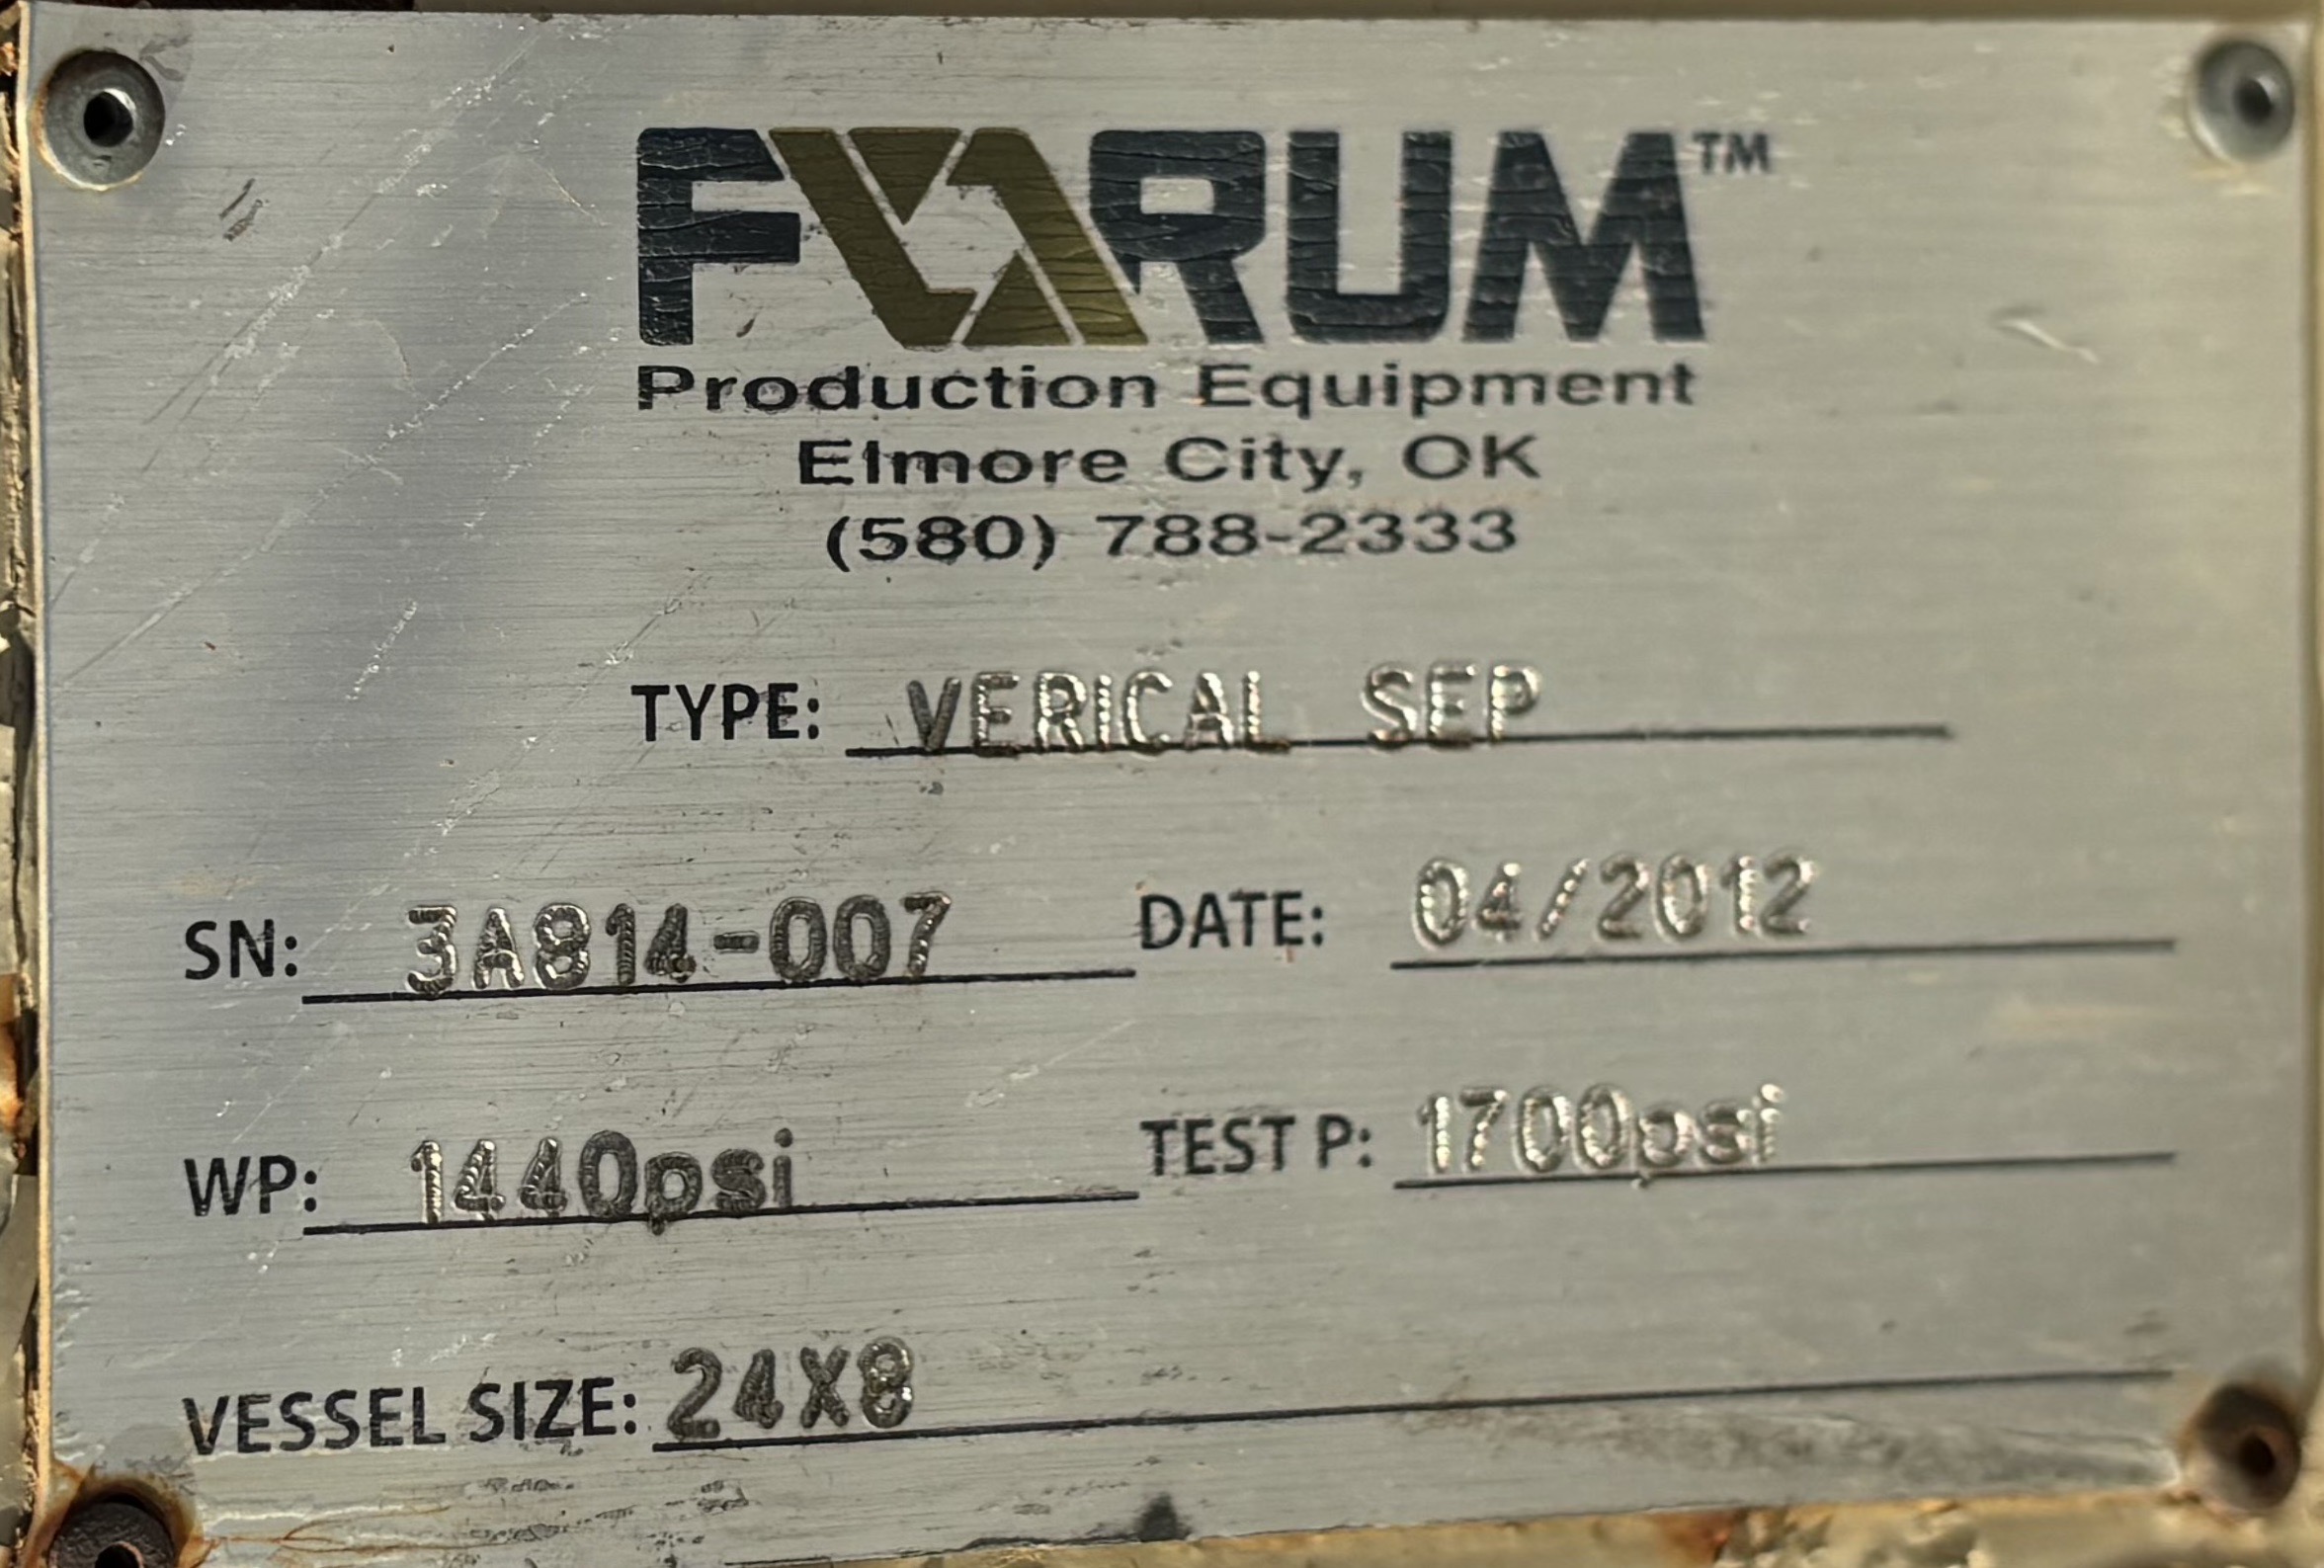 FORUM™
Production Equipment
Elmore City, OK
(580) 788-2333
TYPE: VERICAL SEP
SN: 3A814-007 DATE: 04/2012
WP: 1440psi TEST P: 1700psi
VESSEL SIZE: 24X8